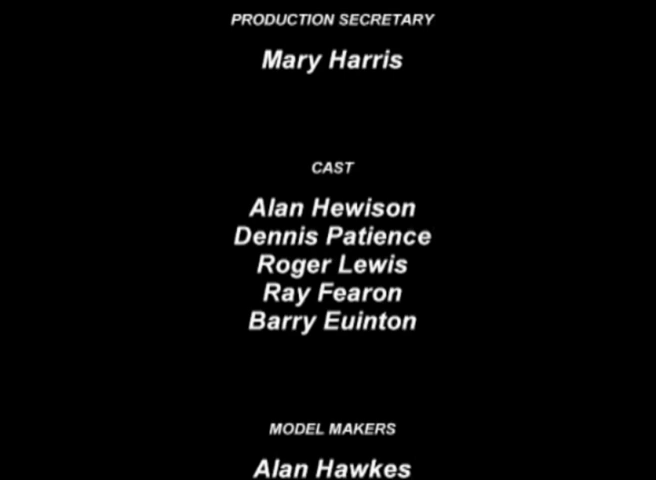 PRODUCTION SECRETARY
Mary Harris
CAST
Alan Hewison
Dennis Patience
Roger Lewis
Ray Fearon
Barry Euinton
MODEL MAKERS
Alan Hawkes